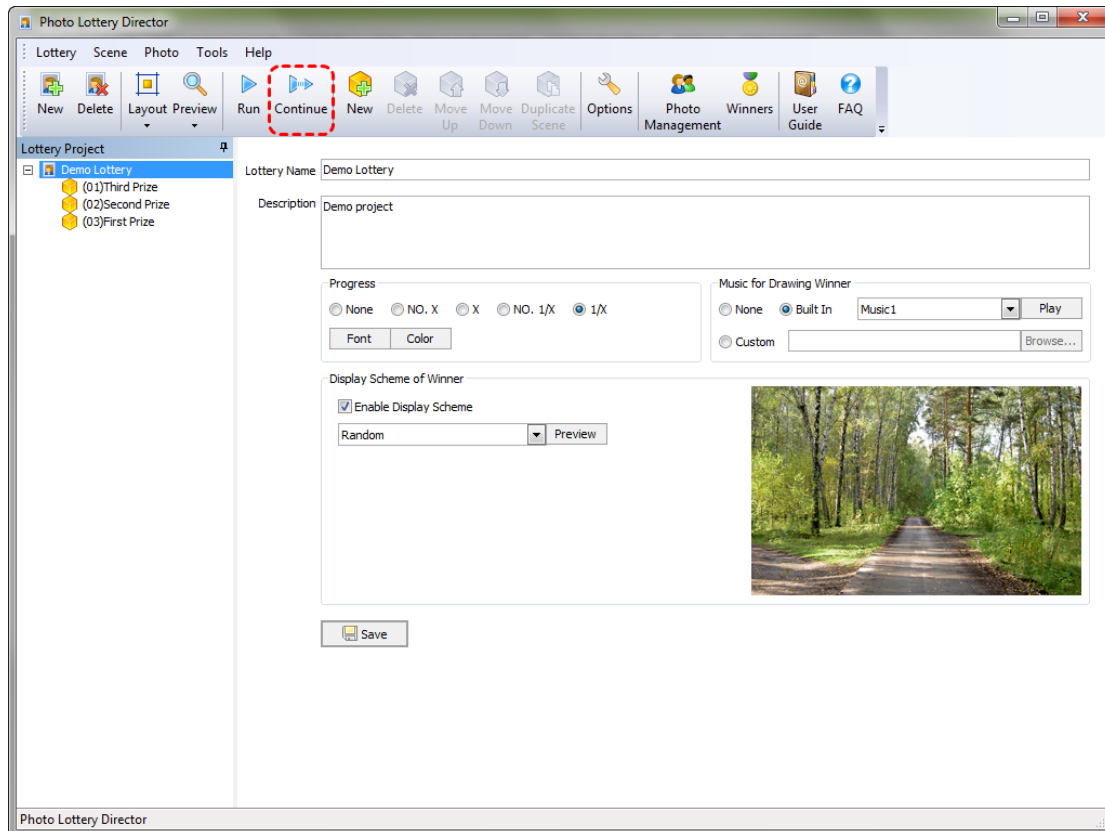 Photo Lottery Director
Lottery Scene Photo Tools Help
New Delete Layout Preview Run Continue New Delete Move Up Move Down Duplicate Scene Options Photo Management Winners User Guide FAQ
Lottery Project
Demo Lottery
(01)Third Prize
(02)Second Prize
(03)First Prize
Lottery Name Demo Lottery
Description Demo project
Progress
None NO. X X NO. 1/X 1/X
Font Color
Music for Drawing Winner
None Built In Music1 Play
Custom Browse...
Display Scheme of Winner
Enable Display Scheme
Random Preview
Save
Photo Lottery Director